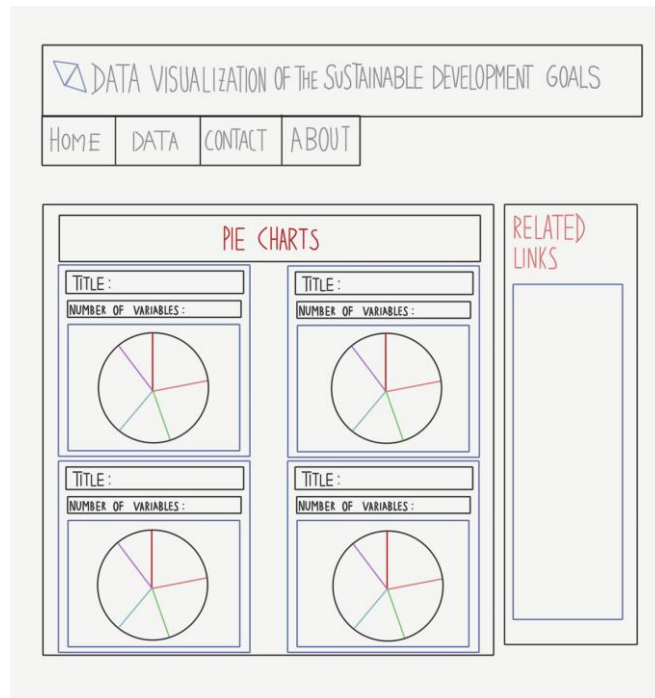 DATA VISUALIZATION OF THE SUSTAINABLE DEVELOPMENT GOALS
HOME DATA CONTACT ABOUT
PIE CHARTS
TITLE:
NUMBER OF VARIABLES:
TITLE:
NUMBER OF VARIABLES:
TITLE:
NUMBER OF VARIABLES:
TITLE:
NUMBER OF VARIABLES:
RELATED
LINKS